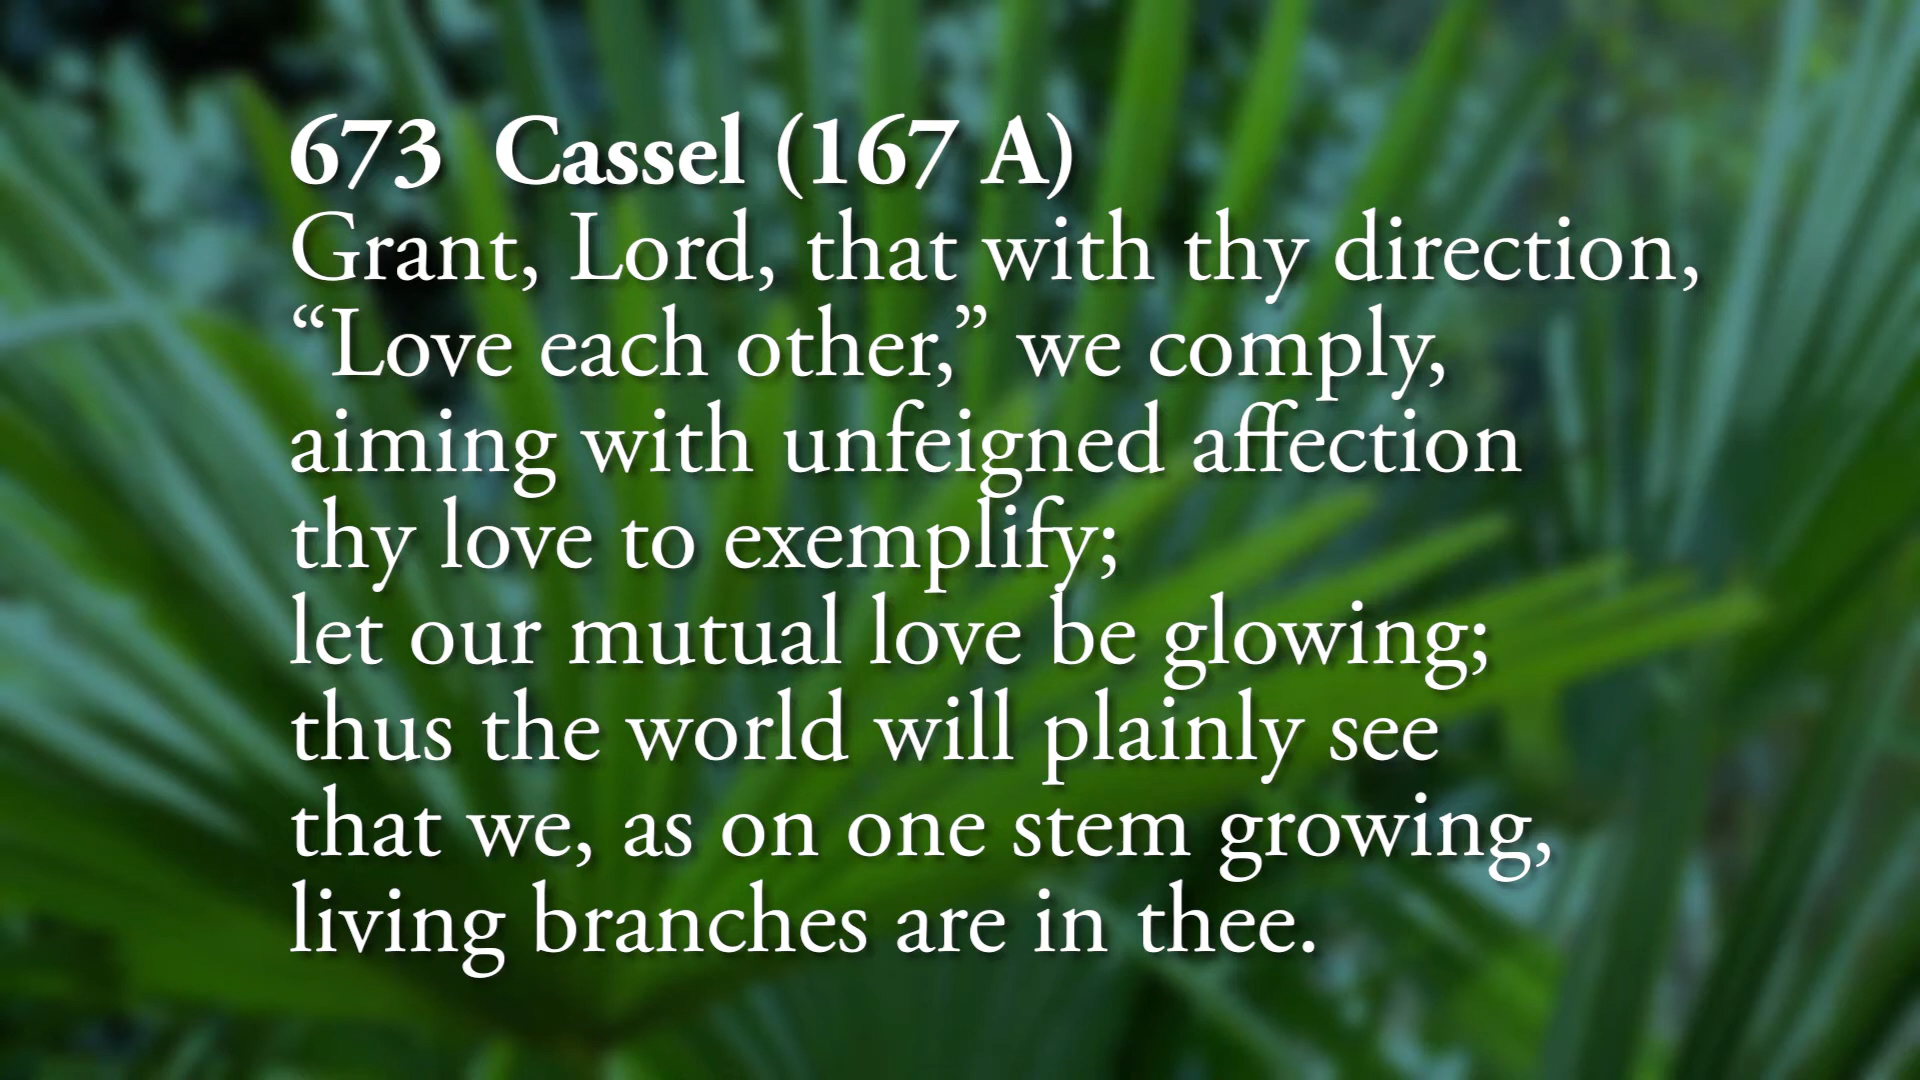 673 Cassel (167 A)
Grant, Lord, that with thy direction,
“Love each other,” we comply,
aiming with unfeigned affection
thy love to exemplify;
let our mutual love be glowing;
thus the world will plainly see
that we, as on one stem growing,
living branches are in thee.